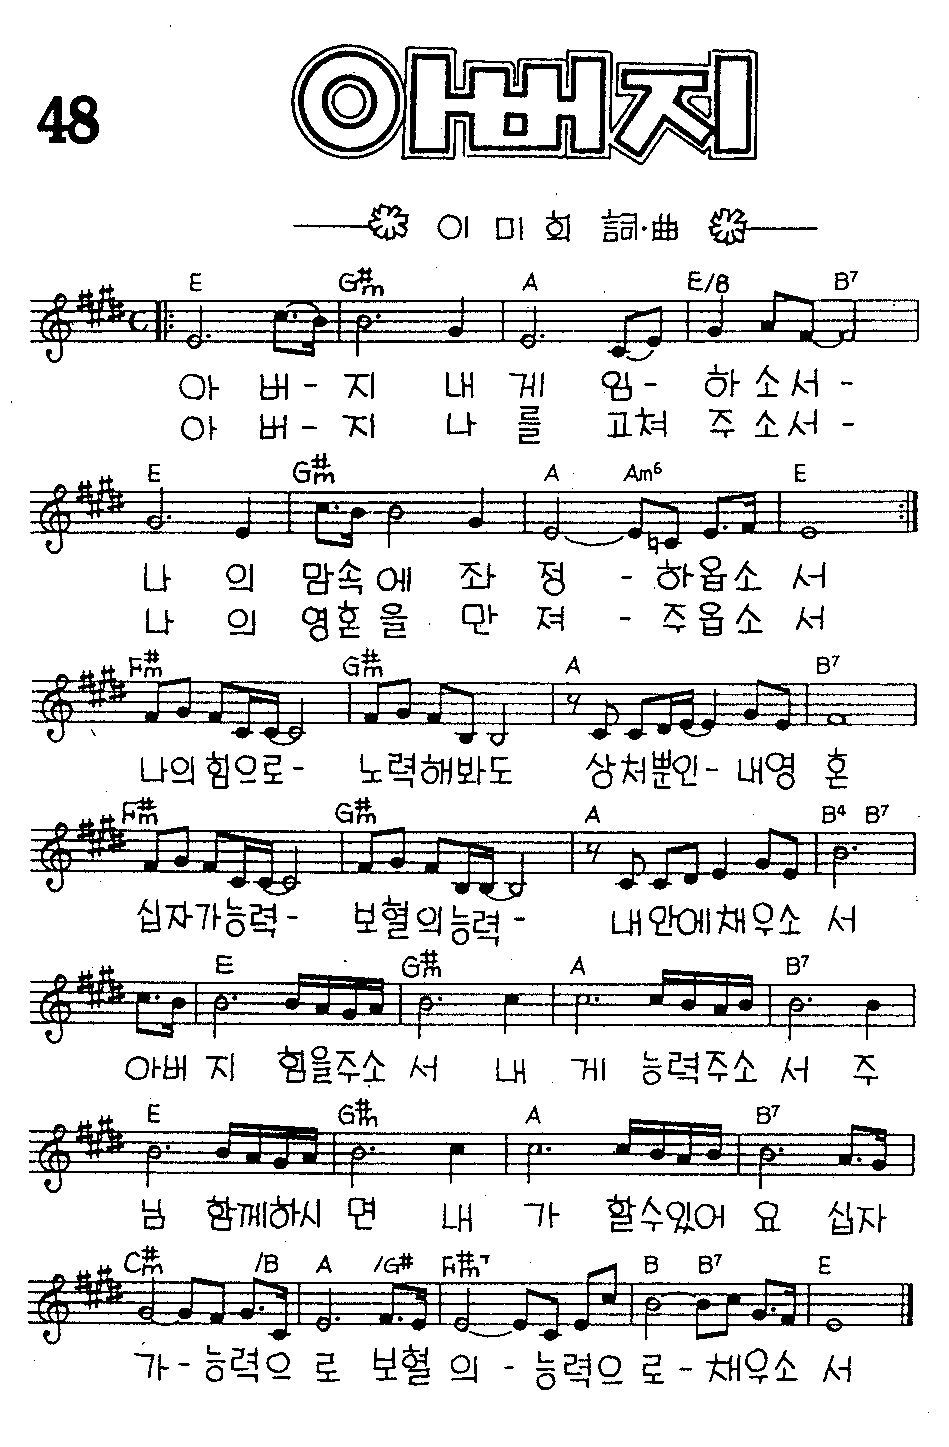 48
아뻐지
이미희 詞·曲
E G#m A E/B B7
아 버- 지 내 게 임- 하 소 서 -
아 버- 지 나 를 고쳐 주 소서 -
E G#m A Am6 E
나 의 맘속에 좌 정 - 하옵소 서
나 의 영혼을 만 져 - 주옵소 서
F#m G#m A B7
나의힘으로- 노력해봐도 상처뿐인- 내영 혼
F#m G#m A B4 B7
십자가능력- 보혈의능력- 내안에채우소 서
E G#m A B7
아버 지 힘을주소 서 내 게 능력주소 서 주
E G#m A B7
님 함께하시 면 내 가 할수있어 요 십자
C#m /B A /G# F#m7 B B7 E
가-능력으 로 보혈 의 -능력으 로-채우소 서